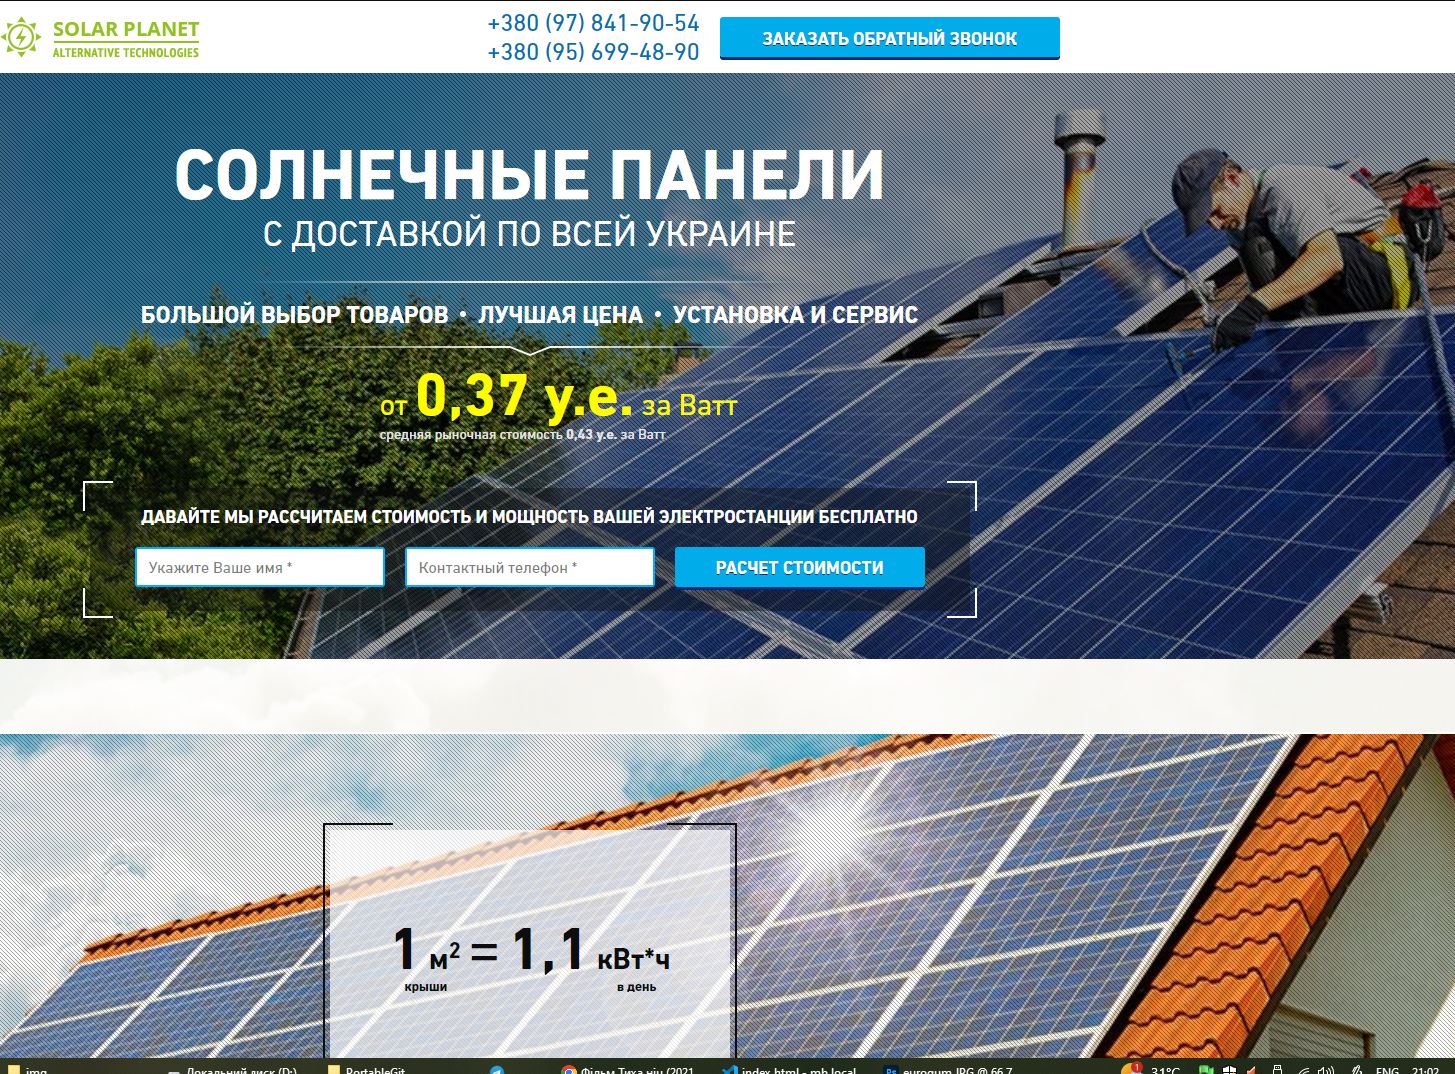 SOLAR PLANET
ALTERNATIVE TECHNOLOGIES
+380 (97) 841-90-54
+380 (95) 699-48-90
ЗАКАЗАТЬ ОБРАТНЫЙ ЗВОНОК
СОЛНЕЧНЫЕ ПАНЕЛИ
С ДОСТАВКОЙ ПО ВСЕЙ УКРАИНЕ
БОЛЬШОЙ ВЫБОР ТОВАРОВ • ЛУЧШАЯ ЦЕНА • УСТАНОВКА И СЕРВИС
от 0,37 у.е. за Ватт
средняя рыночная стоимость 0,43 у.е. за Ватт
ДАВАЙТЕ МЫ РАССЧИТАЕМ СТОИМОСТЬ И МОЩНОСТЬ ВАШЕЙ ЭЛЕКТРОСТАНЦИИ БЕСПЛАТНО
Укажите Ваше имя *
Контактный телефон *
РАСЧЕТ СТОИМОСТИ
1 м² = 1,1 кВт*ч
крыши в день
img Локальний диск (D:) PortableGit Фільм Тиха ніч (2021 index.html - mb.local Ps eurogum.JPG @ 66,7 1 31°C ENG 21:02